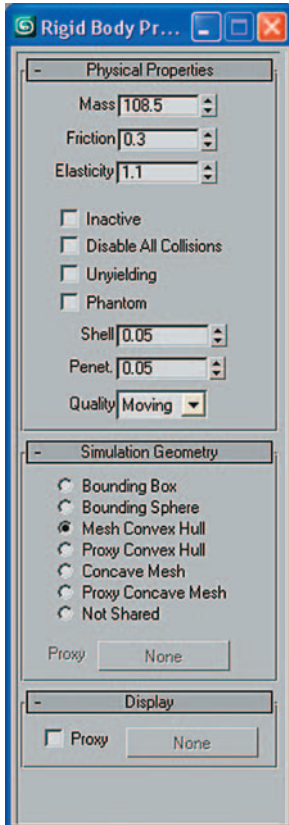 Rigid Body Pr...
- Physical Properties
Mass 108.5
Friction 0.3
Elasticity 1.1
Inactive
Disable All Collisions
Unyielding
Phantom
Shell 0.05
Penet. 0.05
Quality Moving
- Simulation Geometry
Bounding Box
Bounding Sphere
Mesh Convex Hull
Proxy Convex Hull
Concave Mesh
Proxy Concave Mesh
Not Shared
Proxy None
- Display
Proxy None